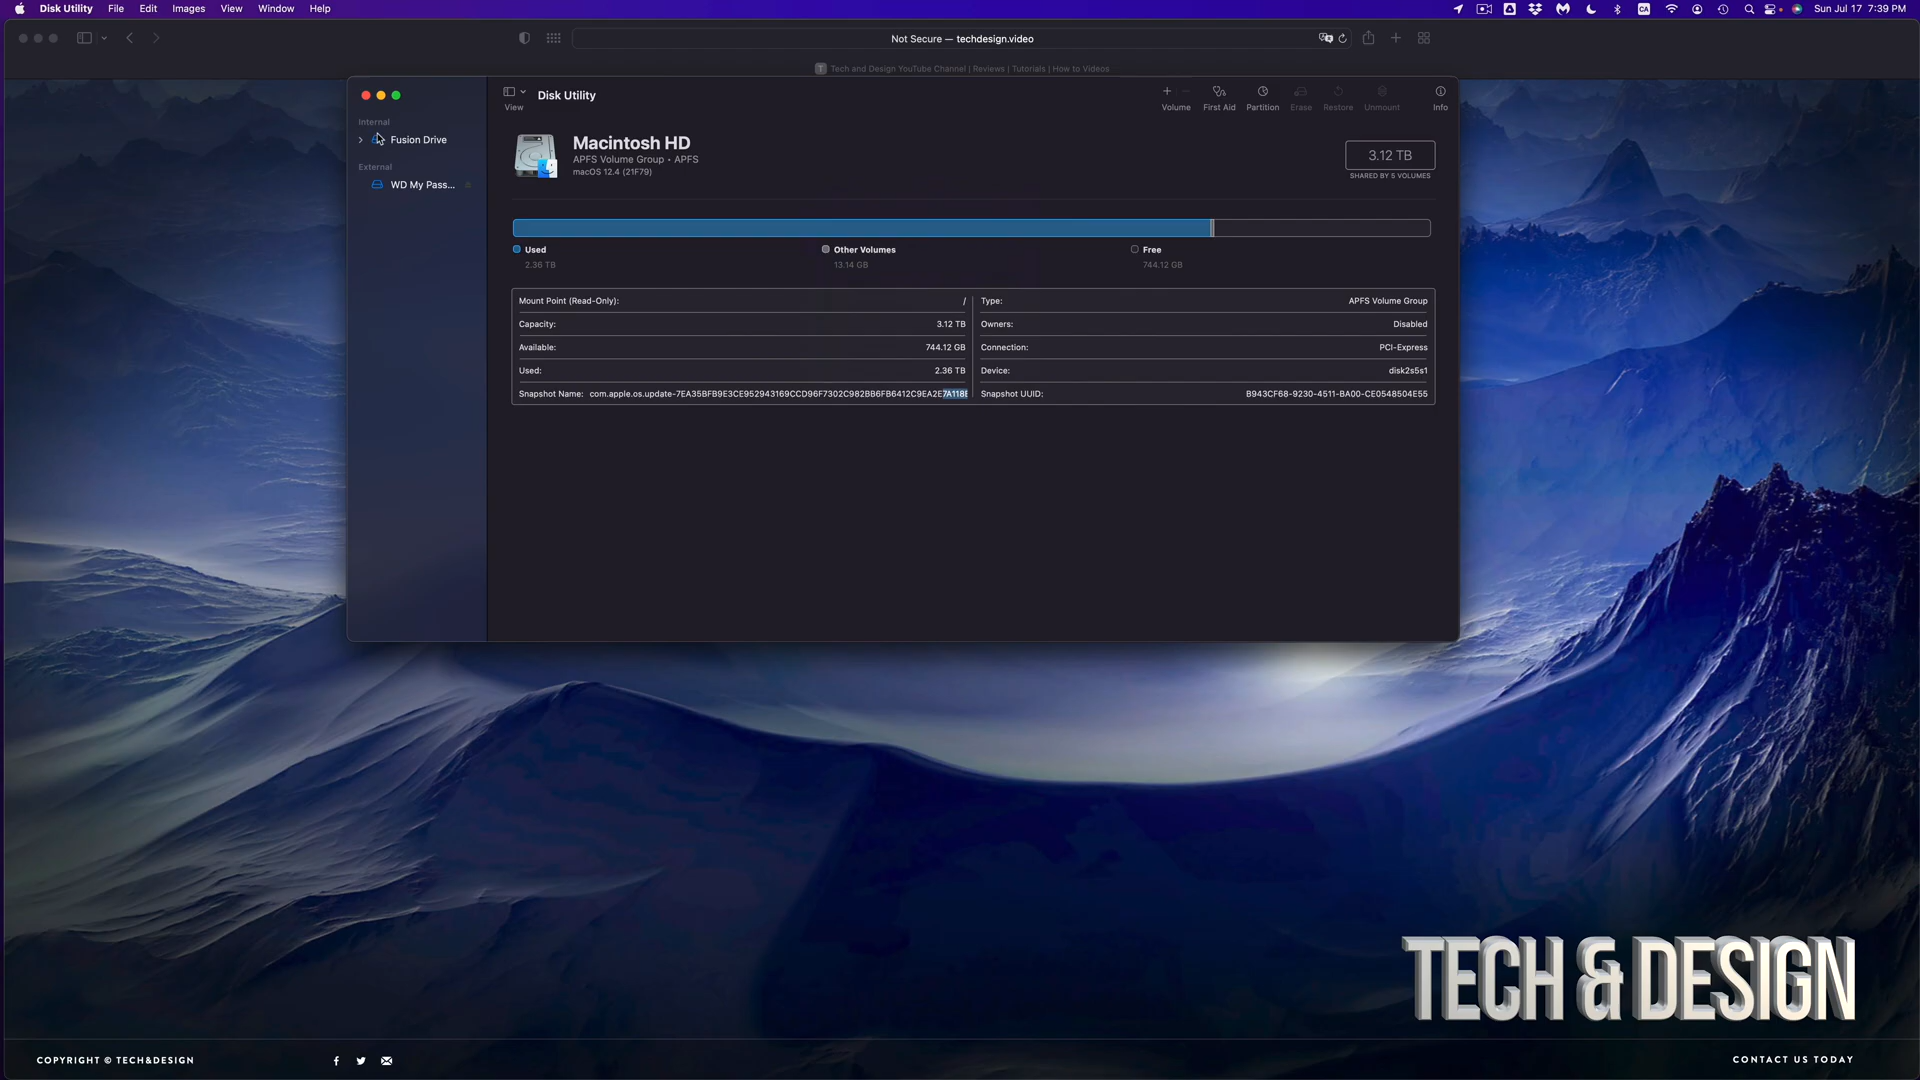 Disk Utility File Edit Images View Window Help
Sun Jul 17 7:39 PM
Not Secure — techdesign.video
Tech and Design YouTube Channel | Reviews | Tutorials | How to Videos
Disk Utility
View
Volume First Aid Partition Erase Restore Unmount Info
Internal
Fusion Drive
External
WD My Pass...
Macintosh HD
APFS Volume Group • APFS
macOS 12.4 (21F79)
3.12 TB
SHARED BY 5 VOLUMES
Used
2.36 TB
Other Volumes
13.14 GB
Free
744.12 GB
Mount Point (Read-Only): /
Type: APFS Volume Group
Capacity: 3.12 TB
Owners: Disabled
Available: 744.12 GB
Connection: PCI-Express
Used: 2.36 TB
Device: disk2s5s1
Snapshot Name: com.apple.os.update-7EA35BFB9E3CE952943169CCD96F7302C982BB6FB6412C9EA2E7A118E
Snapshot UUID: B943CF68-9230-4511-BA00-CE0548504E55
TECH & DESIGN
COPYRIGHT © TECH&DESIGN
CONTACT US TODAY